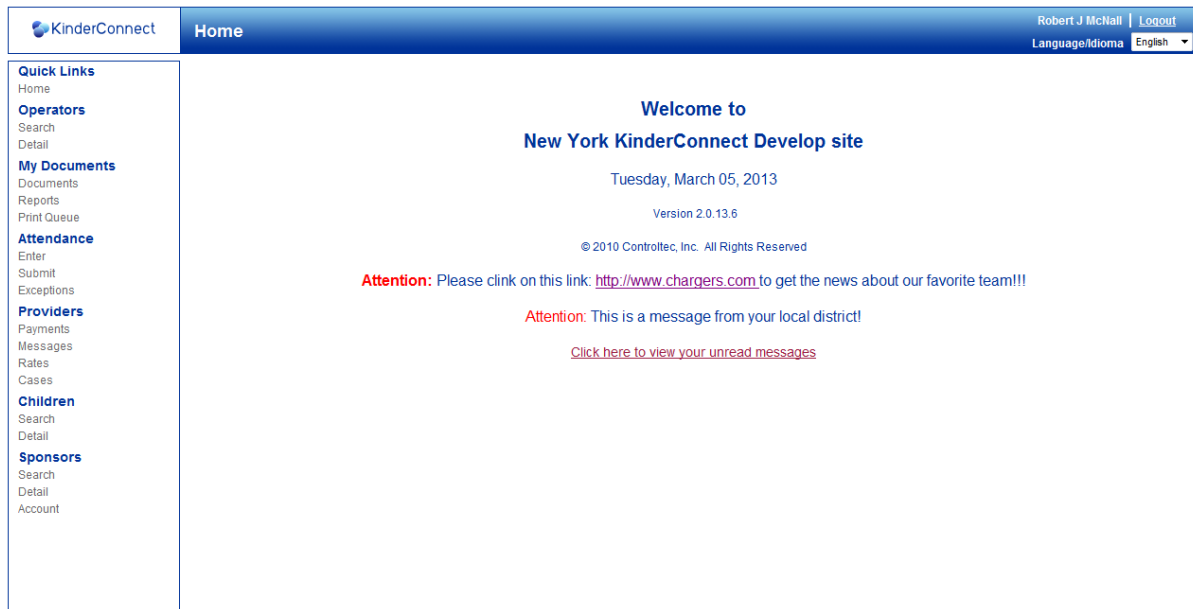 KinderConnect
Home
Robert J McNall | Logout
Language/Idioma English
Quick Links
Home
Operators
Search
Detail
My Documents
Documents
Reports
Print Queue
Attendance
Enter
Submit
Exceptions
Providers
Payments
Messages
Rates
Cases
Children
Search
Detail
Sponsors
Search
Detail
Account
Welcome to
New York KinderConnect Develop site
Tuesday, March 05, 2013
Version 2.0.13.6
© 2010 Controltec, Inc. All Rights Reserved
Attention: Please clink on this link: http://www.chargers.com to get the news about our favorite team!!!
Attention: This is a message from your local district!
Click here to view your unread messages